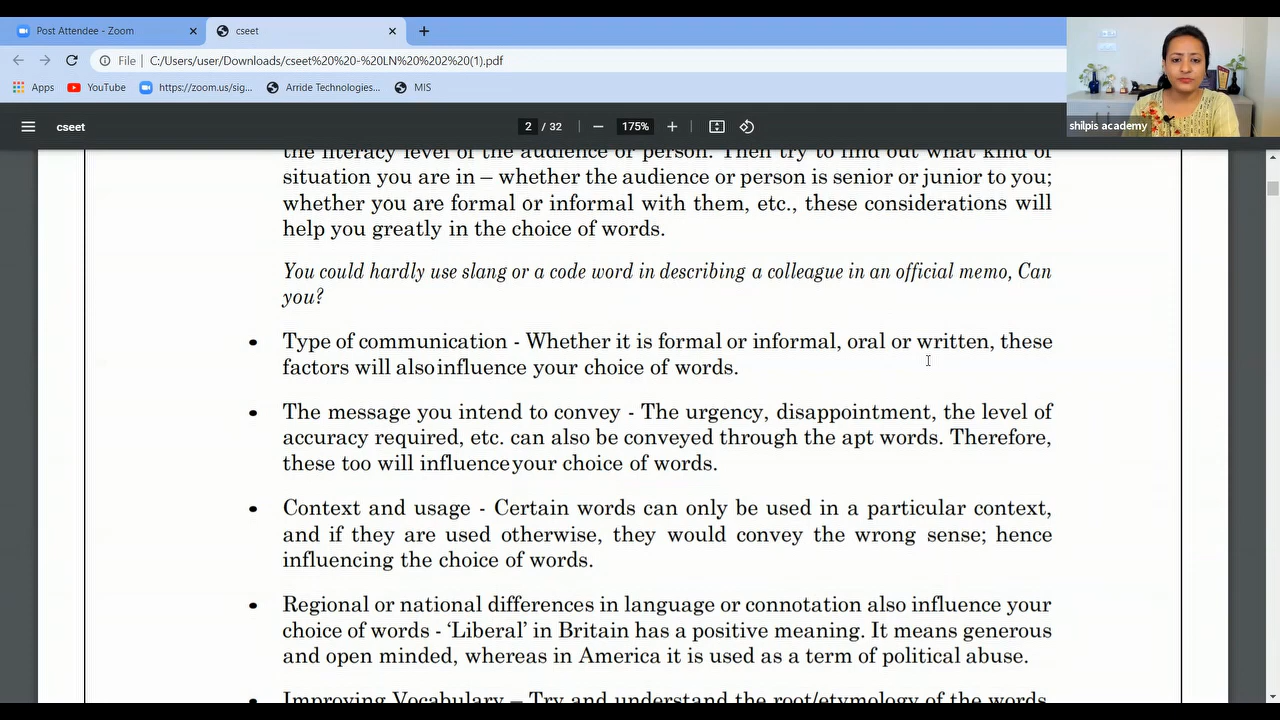 Post Attendee - Zoom
cseet
File
C:/Users/user/Downloads/cseet%20%20-%20LN%20%202%20(1).pdf
Apps
YouTube
https://zoom.us/sig...
Arride Technologies...
MIS
cseet
2 / 32
175%
shilpis academy
the literacy level of the audience or person. Then try to find out what kind of
situation you are in – whether the audience or person is senior or junior to you;
whether you are formal or informal with them, etc., these considerations will
help you greatly in the choice of words.
You could hardly use slang or a code word in describing a colleague in an official memo, Can
you?
• Type of communication - Whether it is formal or informal, oral or written, these
factors will alsoinfluence your choice of words.
• The message you intend to convey - The urgency, disappointment, the level of
accuracy required, etc. can also be conveyed through the apt words. Therefore,
these too will influenceyour choice of words.
• Context and usage - Certain words can only be used in a particular context,
and if they are used otherwise, they would convey the wrong sense; hence
influencing the choice of words.
• Regional or national differences in language or connotation also influence your
choice of words - ‘Liberal’ in Britain has a positive meaning. It means generous
and open minded, whereas in America it is used as a term of political abuse.
• Improving Vocabulary – Try and understand the root/etymology of the words.